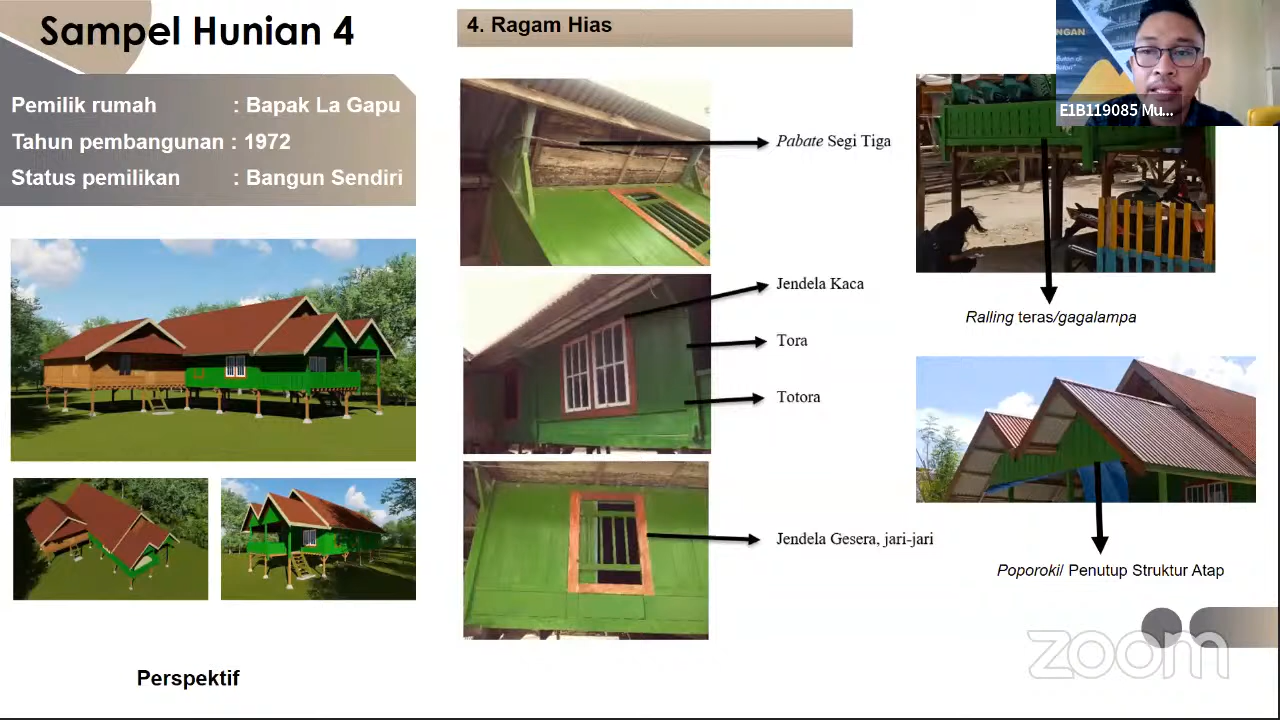 Sampel Hunian 4
Pemilik rumah : Bapak La Gapu
Tahun pembangunan : 1972
Status pemilikan : Bangun Sendiri
Perspektif
4. Ragam Hias
Pabate Segi Tiga
Jendela Kaca
Tora
Totora
Jendela Gesera, jari-jari
NGAN
E1B119085 Mu...
Ralling teras/gagalampa
Poporoki/ Penutup Struktur Atap
zoom